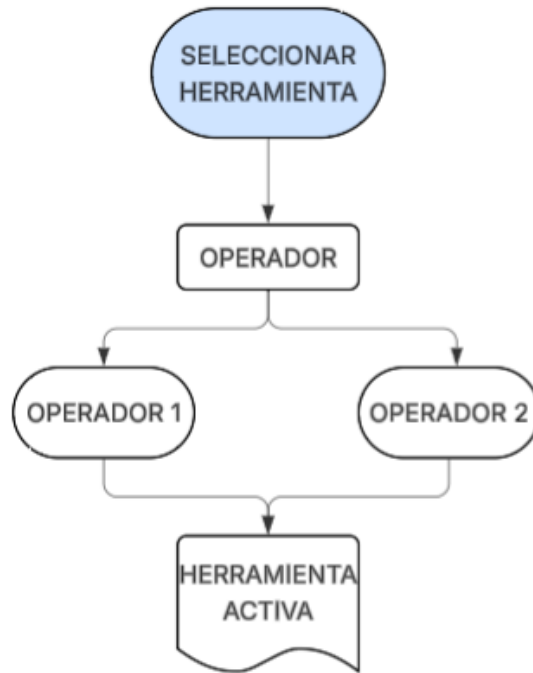 SELECCIONAR
HERRAMIENTA
OPERADOR
OPERADOR 1
OPERADOR 2
HERRAMIENTA
ACTIVA